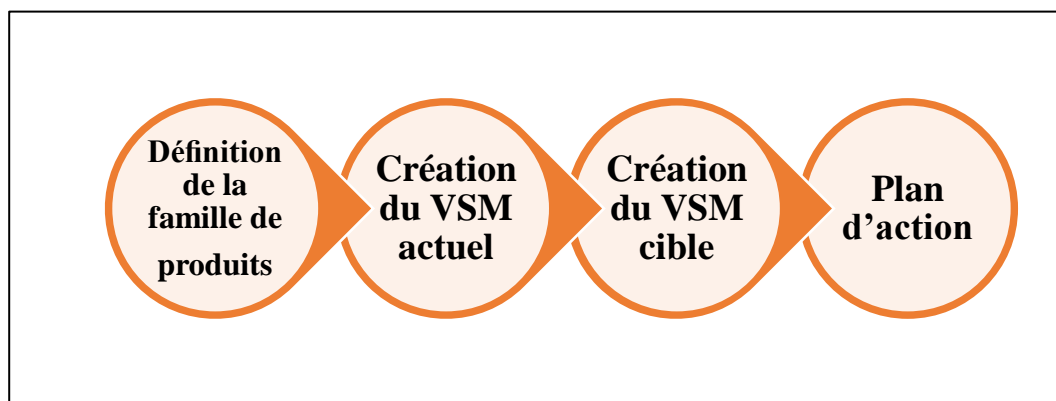 Définition
de la
famille de
produits
Création
du VSM
actuel
Création
du VSM
cible
Plan
d’action